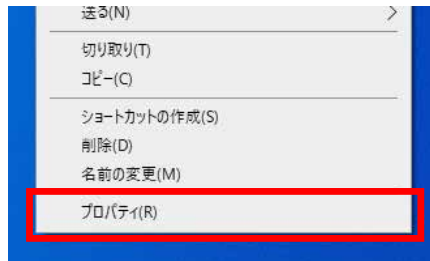 送る(N)
切り取り(T)
コピー(C)
ショートカットの作成(S)
削除(D)
名前の変更(M)
プロパティ(R)